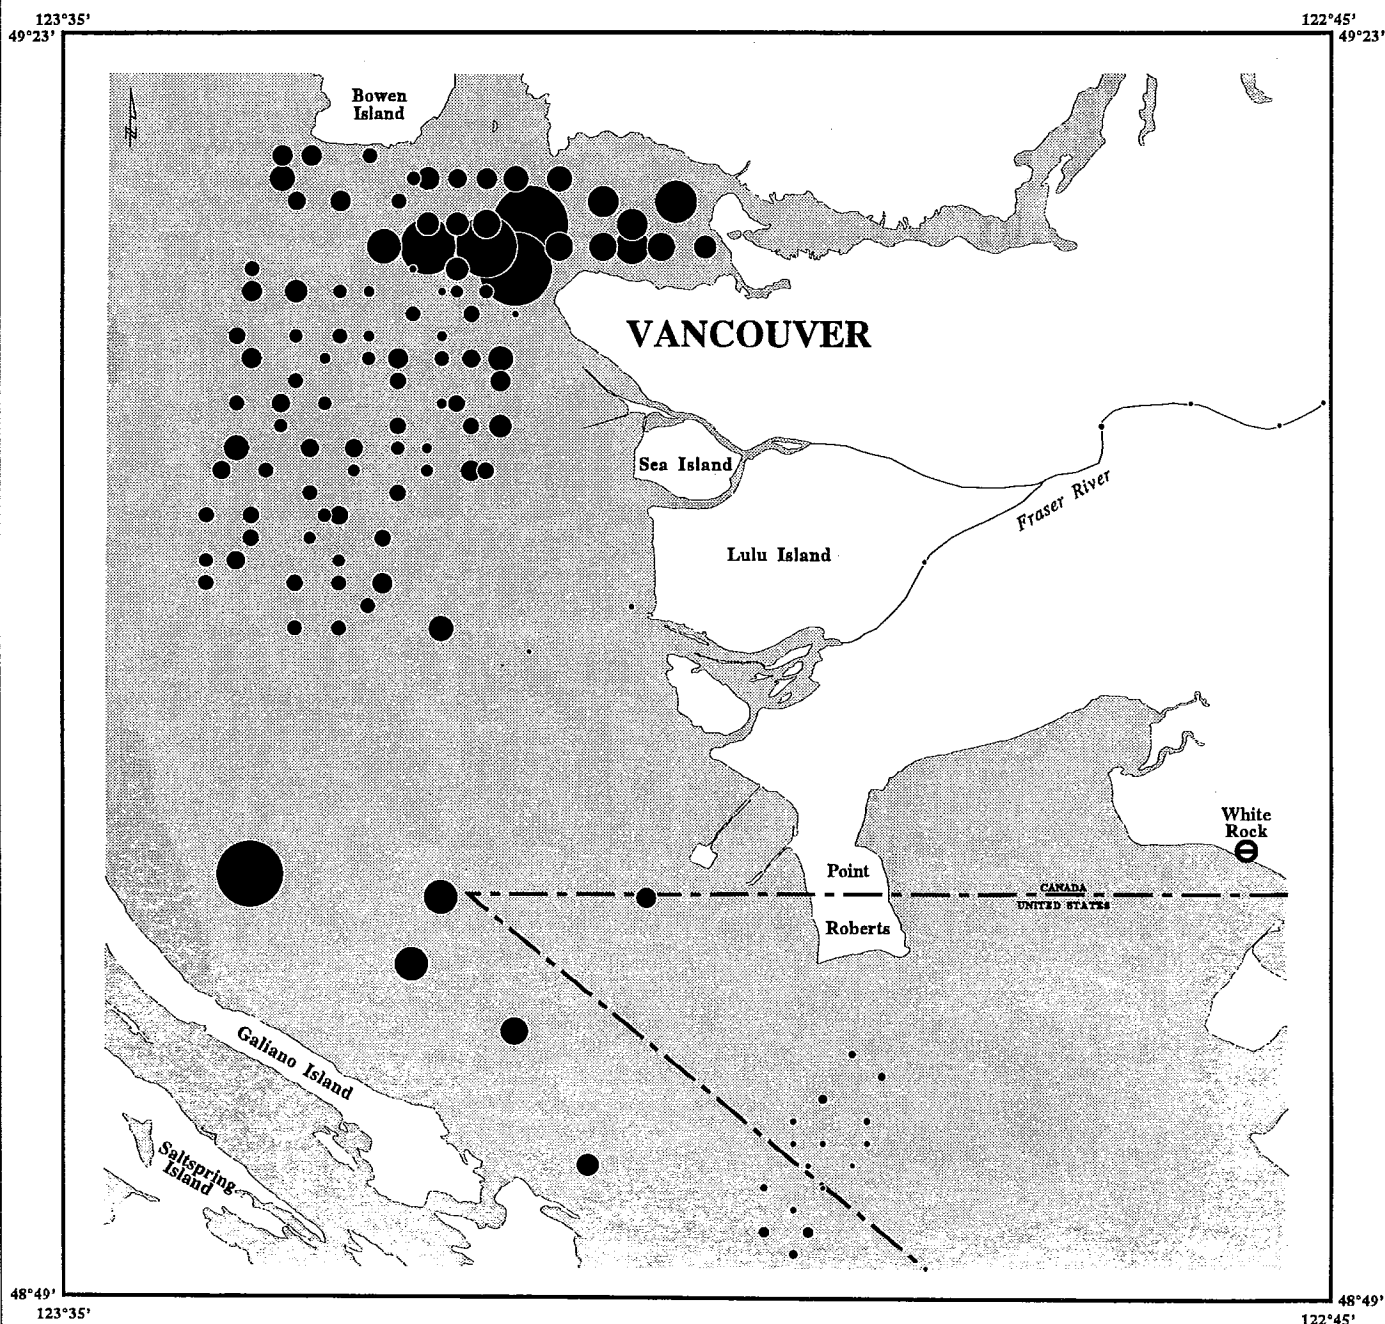 123°35'
122°45'
49°23'
49°23'
Bowen
Island
VANCOUVER
Sea Island
Fraser River
Lulu Island
White
Rock
Point
CANADA
UNITED STATES
Roberts
Galiano Island
Saltspring
Island
48°49'
48°49'
123°35'
122°45'